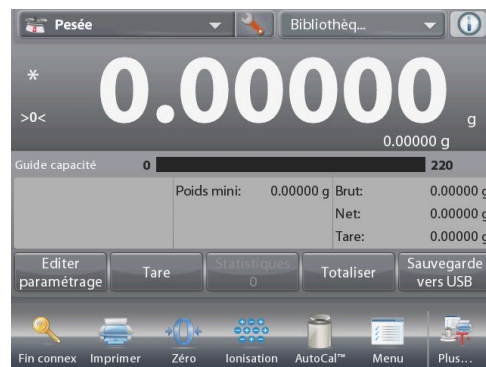 Pesée Bibliothèq...
*
>0<
0.00000 g
0.00000 g
Guide capacité 0 220
Poids mini: 0.00000 g Brut: 0.00000 g
Net: 0.00000 g
Tare: 0.00000 g
Editer paramétrage
Tare
Statistiques
0
Totaliser
Sauvegarde vers USB
Fin connex Imprimer Zéro Ionisation AutoCal™ Menu Plus...